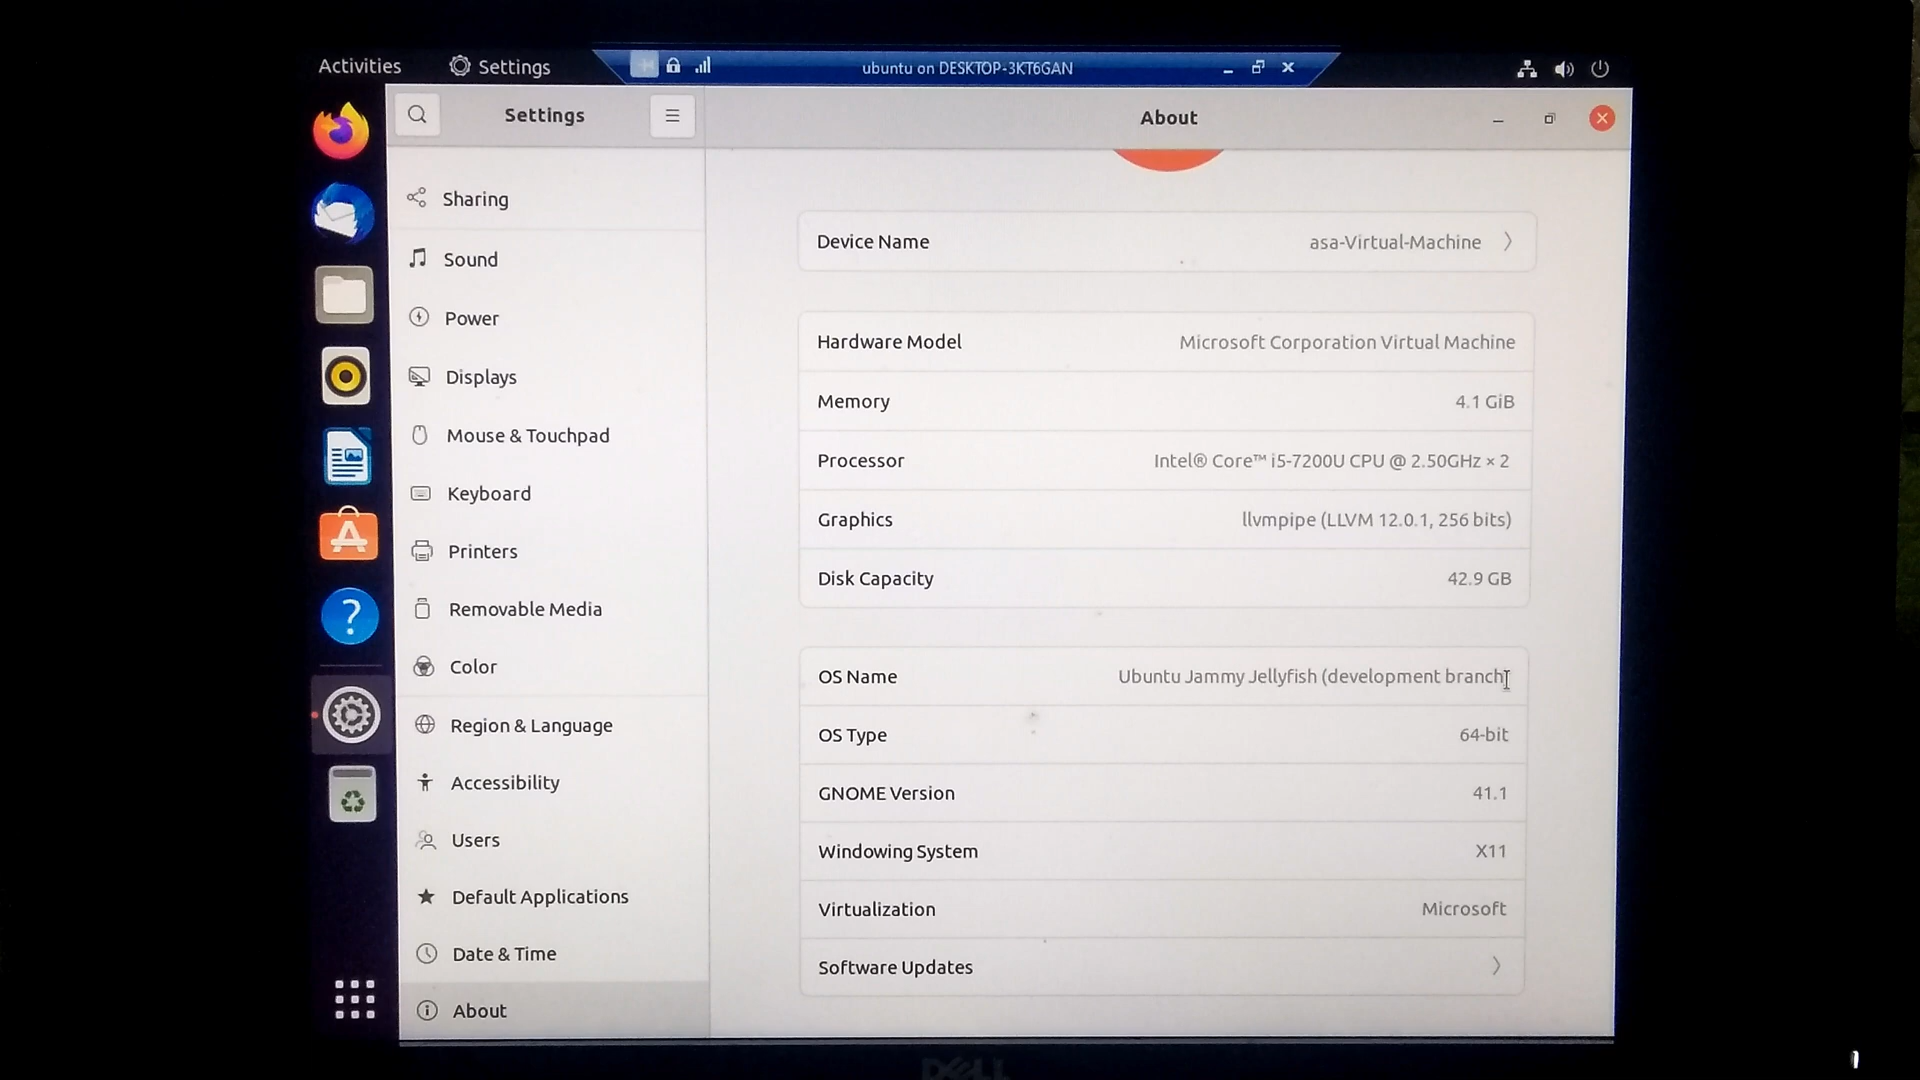 Activities Settings ubuntu on DESKTOP-3KT6GAN
Settings About
Sharing
Sound
Power
Displays
Mouse & Touchpad
Keyboard
Printers
Removable Media
Color
Region & Language
Accessibility
Users
Default Applications
Date & Time
About
Device Name asa-Virtual-Machine
Hardware Model Microsoft Corporation Virtual Machine
Memory 4.1 GiB
Processor Intel® Core™ i5-7200U CPU @ 2.50GHz × 2
Graphics llvmpipe (LLVM 12.0.1, 256 bits)
Disk Capacity 42.9 GB
OS Name Ubuntu Jammy Jellyfish (development branch)
OS Type 64-bit
GNOME Version 41.1
Windowing System X11
Virtualization Microsoft
Software Updates
DELL